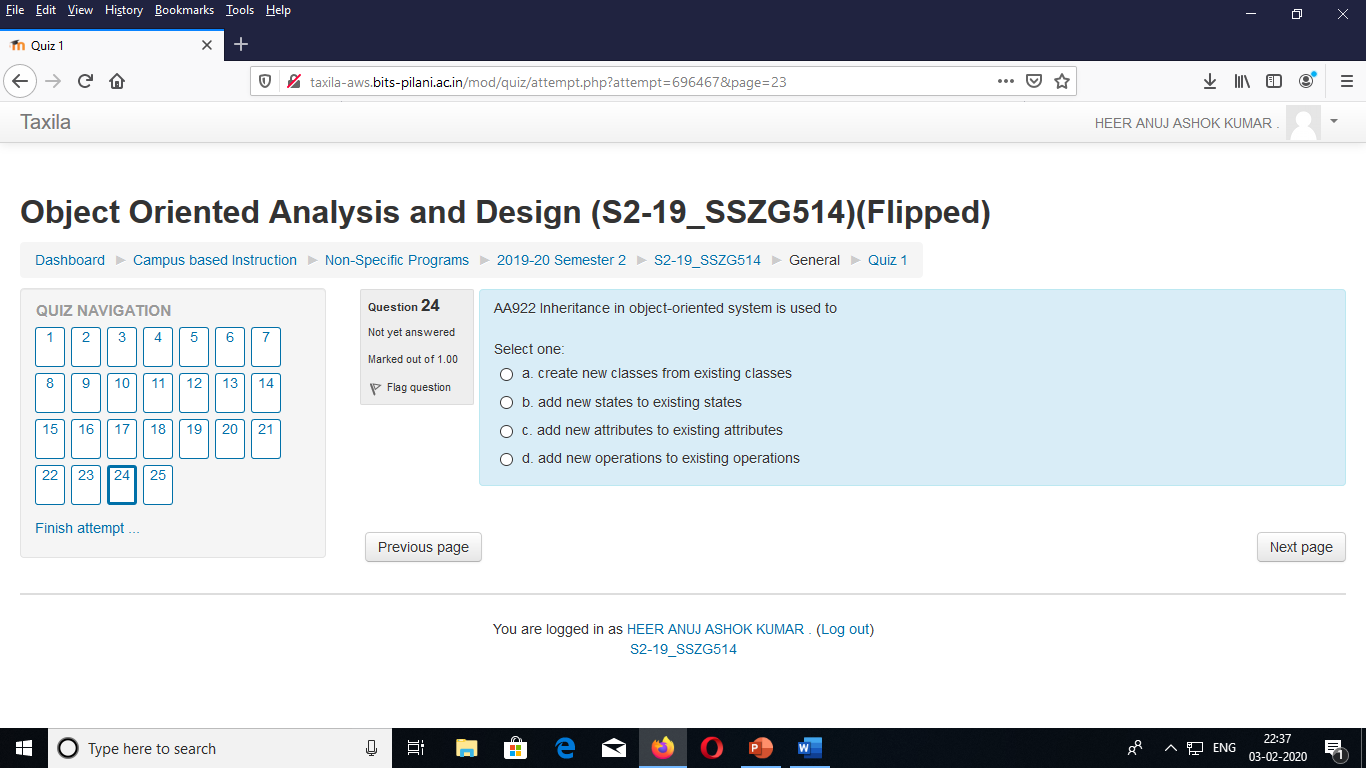 File Edit View History Bookmarks Tools Help
Quiz 1
taxila-aws.bits-pilani.ac.in/mod/quiz/attempt.php?attempt=696467&page=23
Taxila
HEER ANUJ ASHOK KUMAR .
Object Oriented Analysis and Design (S2-19_SSZG514)(Flipped)
Dashboard Campus based Instruction Non-Specific Programs 2019-20 Semester 2 S2-19_SSZG514 General Quiz 1
QUIZ NAVIGATION
1 2 3 4 5 6 7
8 9 10 11 12 13 14
15 16 17 18 19 20 21
22 23 24 25
Finish attempt ...
Question 24
Not yet answered
Marked out of 1.00
Flag question
AA922 Inheritance in object-oriented system is used to
Select one:
a. create new classes from existing classes
b. add new states to existing states
c. add new attributes to existing attributes
d. add new operations to existing operations
Previous page
Next page
You are logged in as HEER ANUJ ASHOK KUMAR . (Log out)
S2-19_SSZG514
Type here to search
ENG
22:37
03-02-2020
1